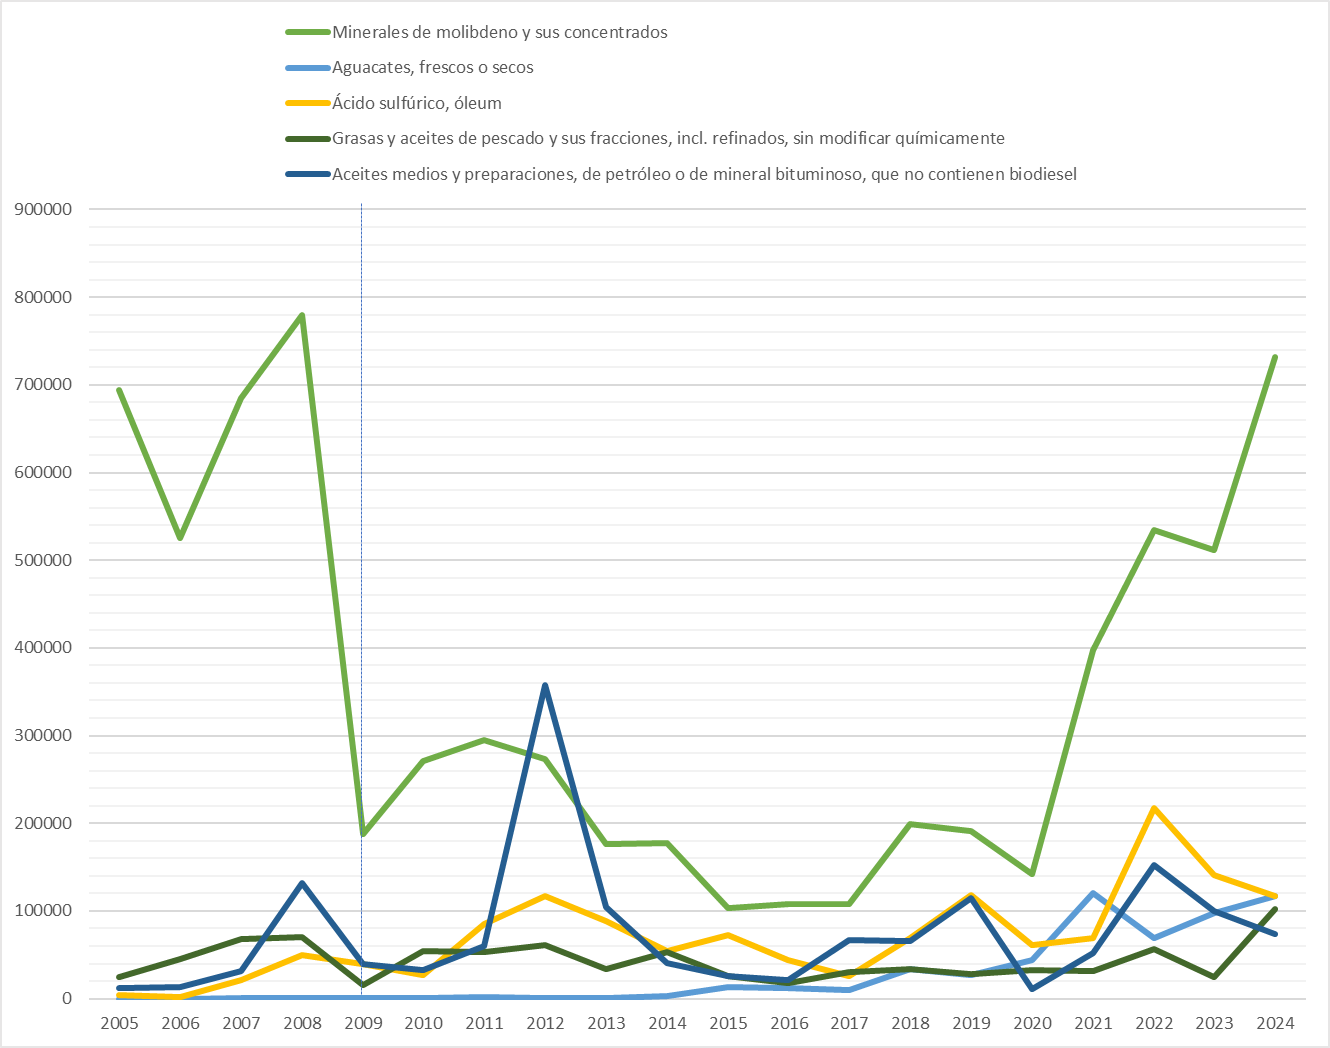 Minerales de molibdeno y sus concentrados
Aguacates, frescos o secos
Ácido sulfúrico, óleum
Grasas y aceites de pescado y sus fracciones, incl. refinados, sin modificar químicamente
Aceites medios y preparaciones, de petróleo o de mineral bituminoso, que no contienen biodiesel
900000
800000
700000
600000
500000
400000
300000
200000
100000
0
2005 2006 2007 2008 2009 2010 2011 2012 2013 2014 2015 2016 2017 2018 2019 2020 2021 2022 2023 2024